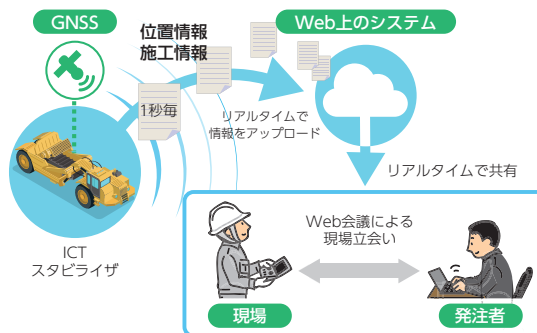 GNSS
位置情報
施工情報
Web上のシステム
1秒毎
リアルタイムで
情報をアップロード
リアルタイムで共有
ICT
スタビライザ
Web会議による
現場立会い
現場
発注者